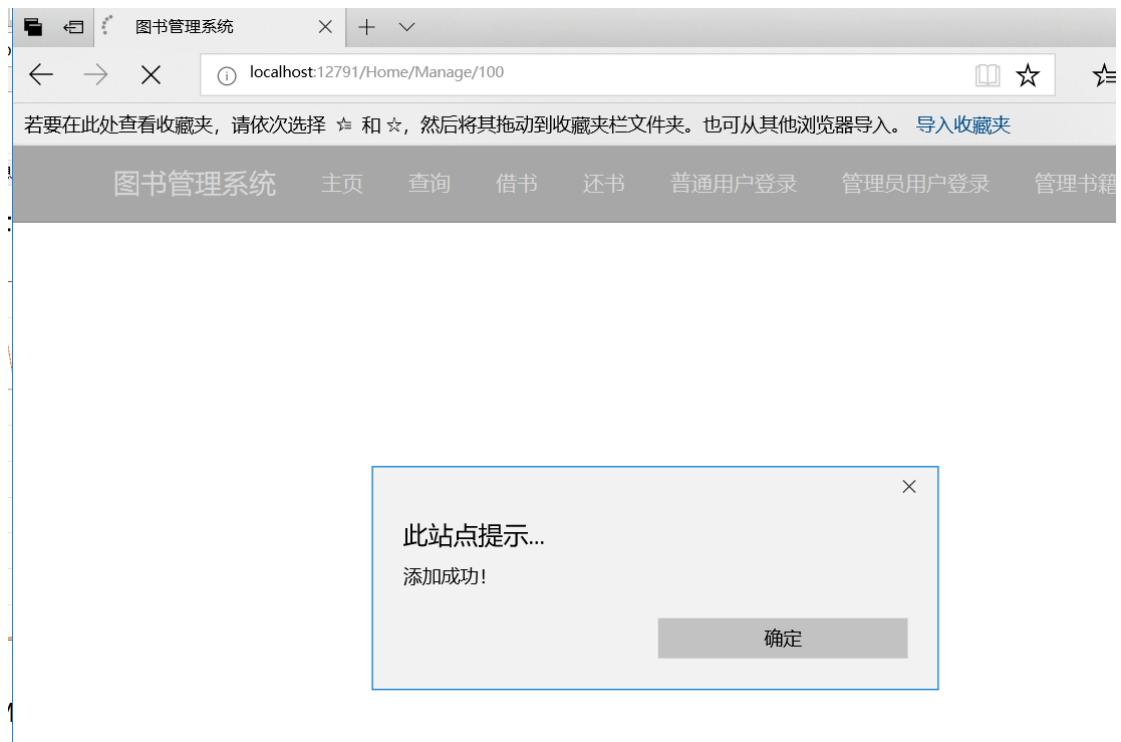 图书管理系统
localhost:12791/Home/Manage/100
若要在此处查看收藏夹，请依次选择 和 ，然后将其拖动到收藏夹栏文件夹。也可从其他浏览器导入。 导入收藏夹
图书管理系统 主页 查询 借书 还书 普通用户登录 管理员用户登录 管理书籍
此站点提示...
添加成功!
确定